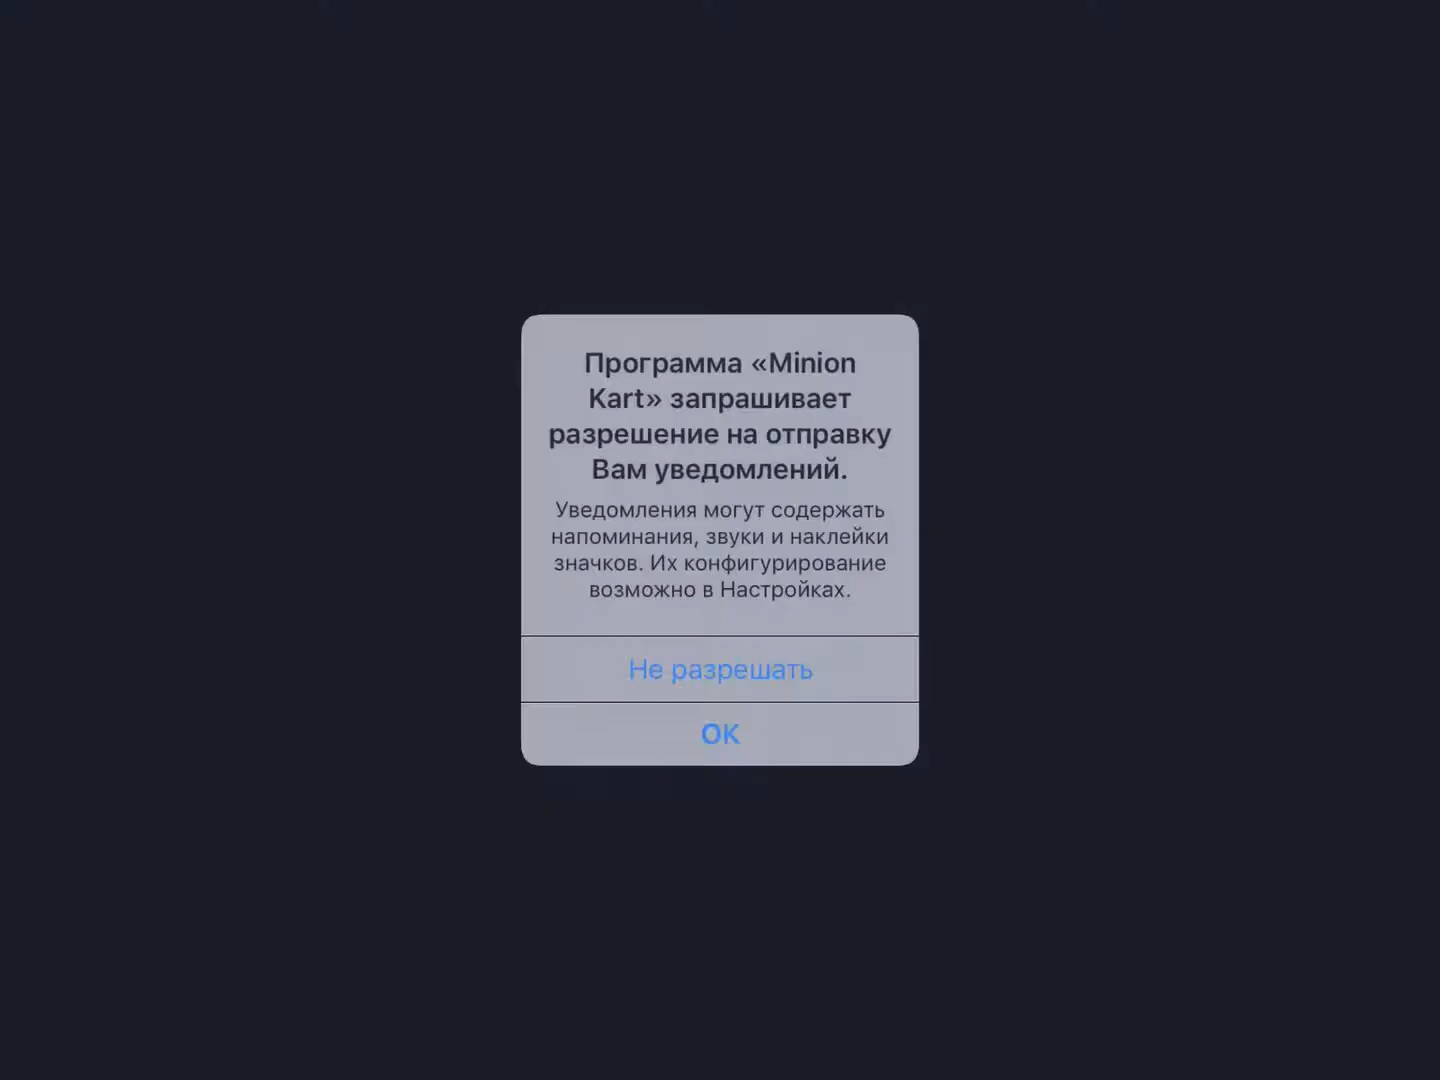 Программа «Minion
Kart» запрашивает
разрешение на отправку
Вам уведомлений.
Уведомления могут содержать
напоминания, звуки и наклейки
значков. Их конфигурирование
возможно в Настройках.
Не разрешать
ОК